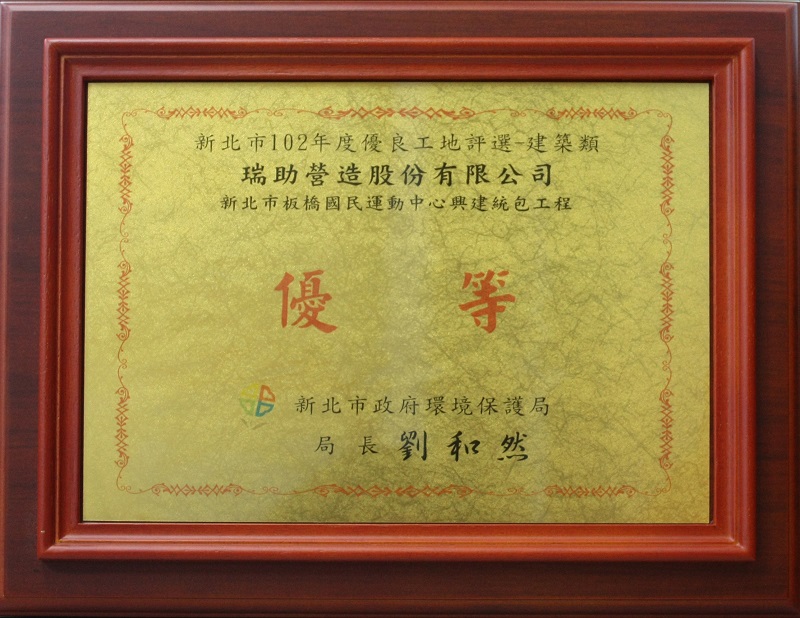 新北市102年度優良工地評選-建築類
瑞助營造股份有限公司
新北市板橋國民運動中心興建統包工程
優 等
新北市政府環境保護局
局 長 劉 和 然